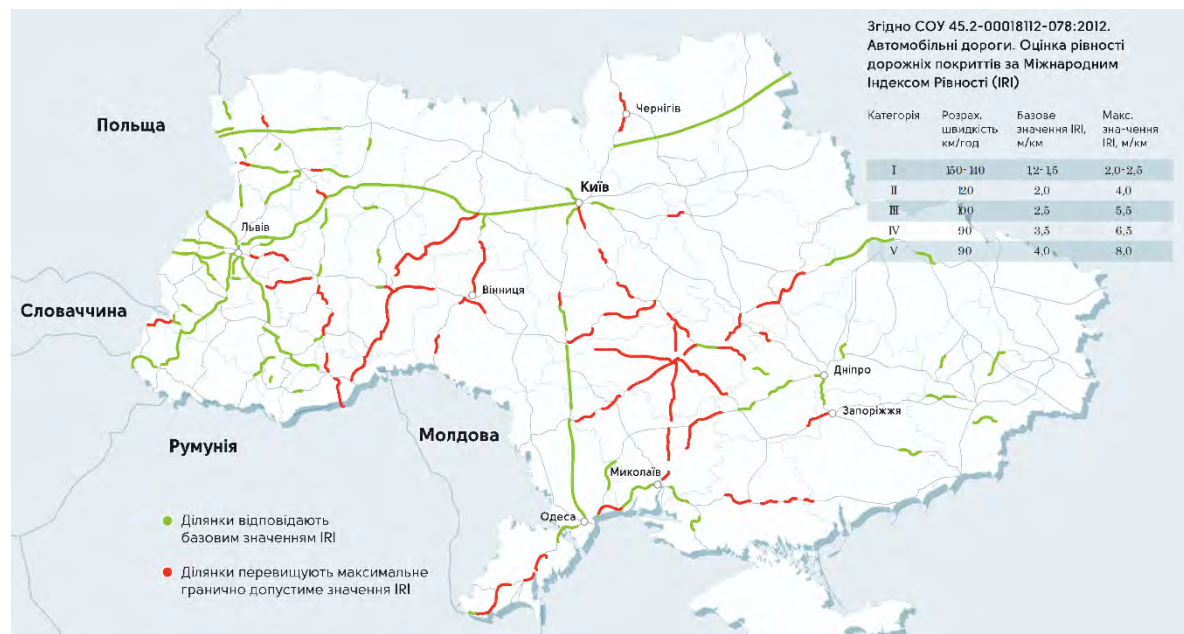 Згідно СОУ 45.2-00018112-078:2012.
Автомобільні дороги. Оцінка рівності
дорожніх покриттів за Міжнародним
Індексом Рівності (IRI)
Категорія Розрах. швидкість км/год Базове значення IRI, м/км Макс. зна-чення IRI, м/км
I 150-110 1,2-1,5 2,0-2,5
II 120 2,0 4,0
III 100 2,5 5,5
IV 90 3,5 6,5
V 90 4,0 8,0
Польща
Чернігів
Київ
Львів
Словаччина
Вінниця
Дніпро
Запоріжжя
Молдова
Румунія
Миколаїв
Одеса
Ділянки відповідають
базовим значенням IRI
Ділянки перевищують максимальне
гранично допустиме значення IRI